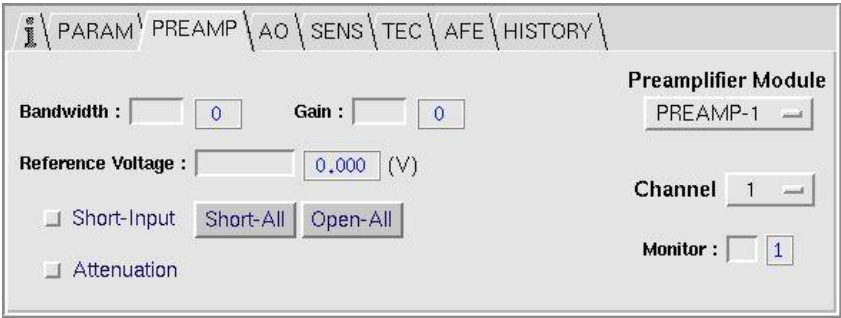 i PARAM PREAMP AO SENS TEC AFE HISTORY
Preamplifier Module
Bandwidth : 0 Gain : 0 PREAMP-1
Reference Voltage : 0.000 (V)
Channel 1
Short-Input Short-All Open-All
Monitor : 1
Attenuation